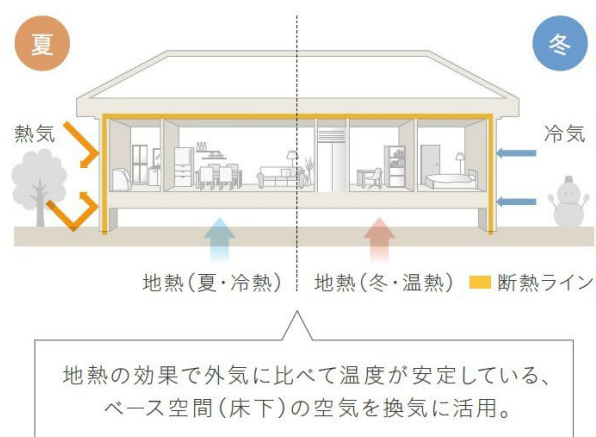 夏
冬
熱気
冷気
地熱(夏・冷熱)
地熱(冬・温熱)
断熱ライン
地熱の効果で外気に比べて温度が安定している、
ベース空間(床下)の空気を換気に活用。